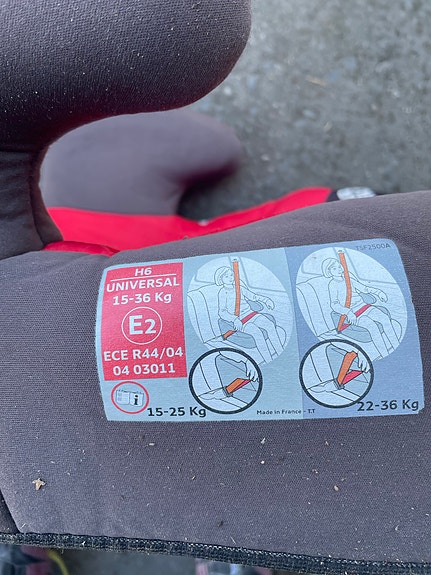 H6
UNIVERSAL
15-36 Kg
E2
ECE R44/04
04 03011
i
15-25 Kg
Made in France - T.T
TSE2500A
22-36 Kg